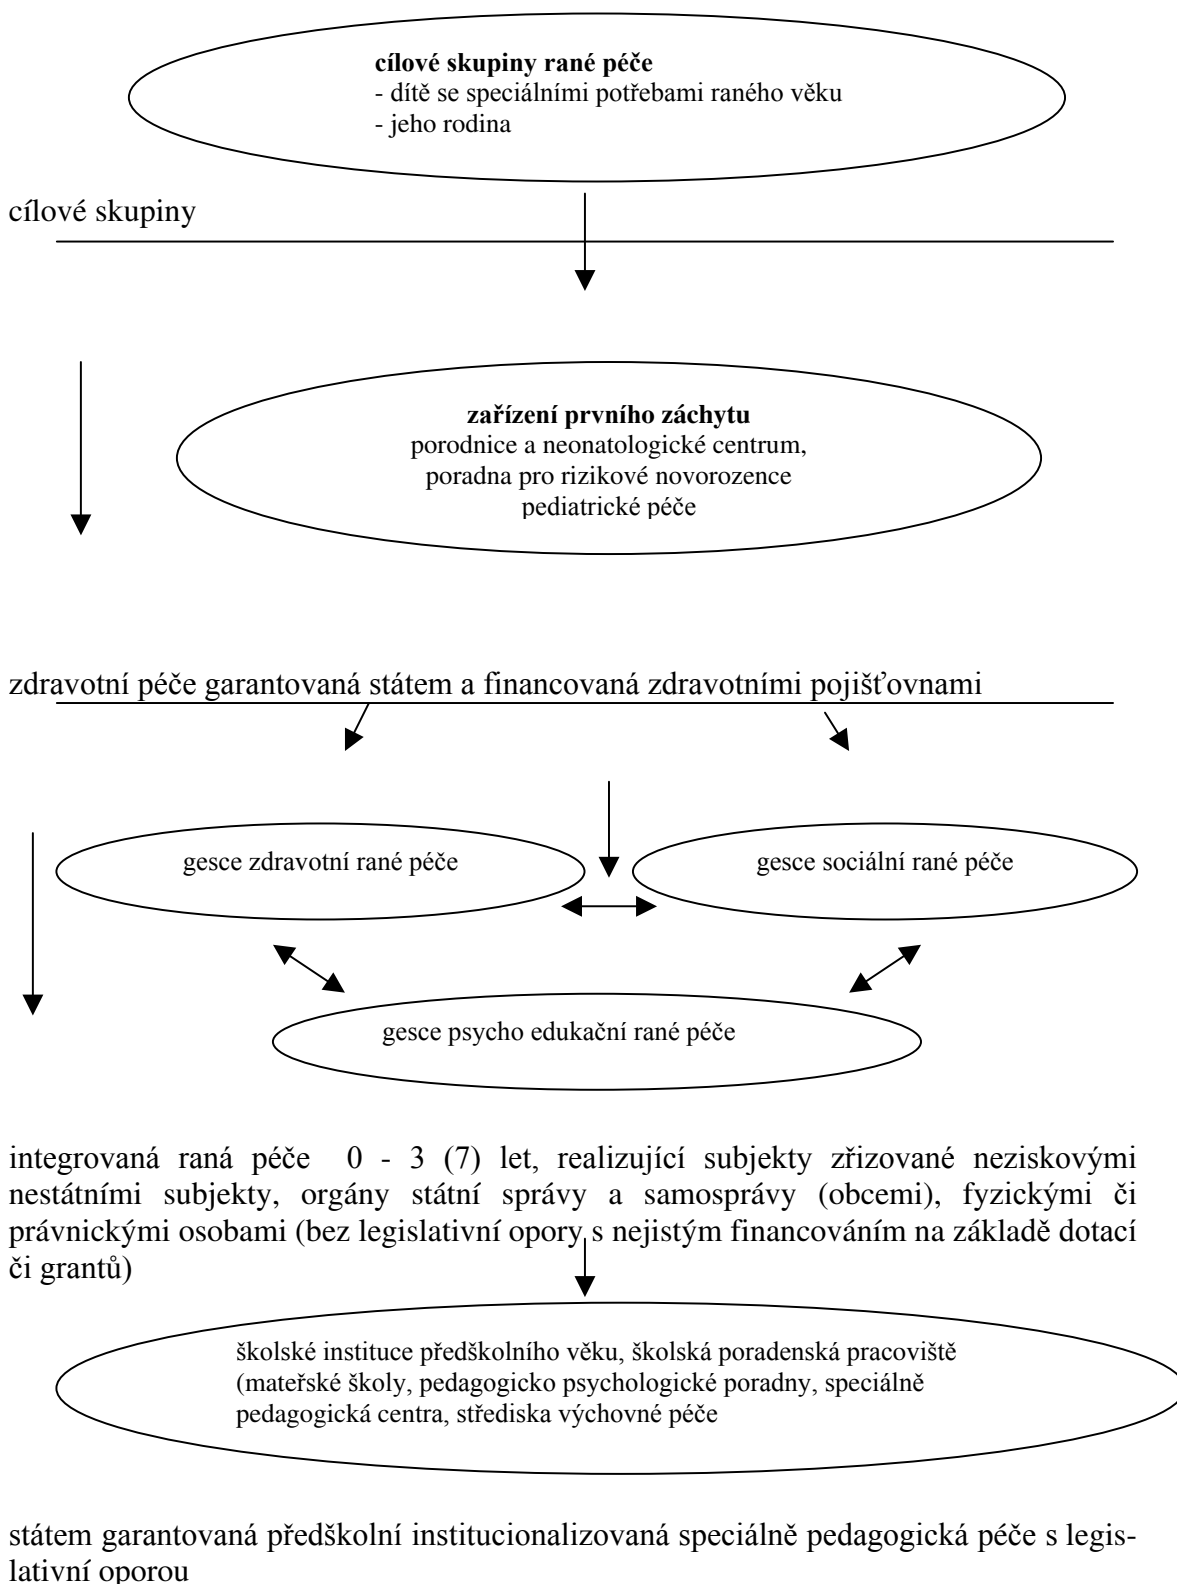 cílové skupiny rané péče
- dítě se speciálními potřebami raného věku
- jeho rodina
cílové skupiny
zařízení prvního záchytu
porodnice a neonatologické centrum,
poradna pro rizikové novorozence
pediatrické péče
zdravotní péče garantovaná státem a financovaná zdravotními pojišťovnami
gesce zdravotní rané péče
gesce sociální rané péče
gesce psycho edukační rané péče
integrovaná raná péče 0 - 3 (7) let, realizující subjekty zřizované neziskovými
nestátními subjekty, orgány státní správy a samosprávy (obcemi), fyzickými či
právnickými osobami (bez legislativní opory s nejistým financováním na základě dotací
či grantů)
školské instituce předškolního věku, školská poradenská pracoviště
(mateřské školy, pedagogicko psychologické poradny, speciálně
pedagogická centra, střediska výchovné péče
státem garantovaná předškolní institucionalizovaná speciálně pedagogická péče s legis-
lativní oporou